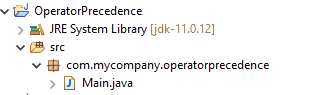 OperatorPrecedence
JRE System Library [jdk-11.0.12]
src
com.mycompany.operatorprecedence
Main.java